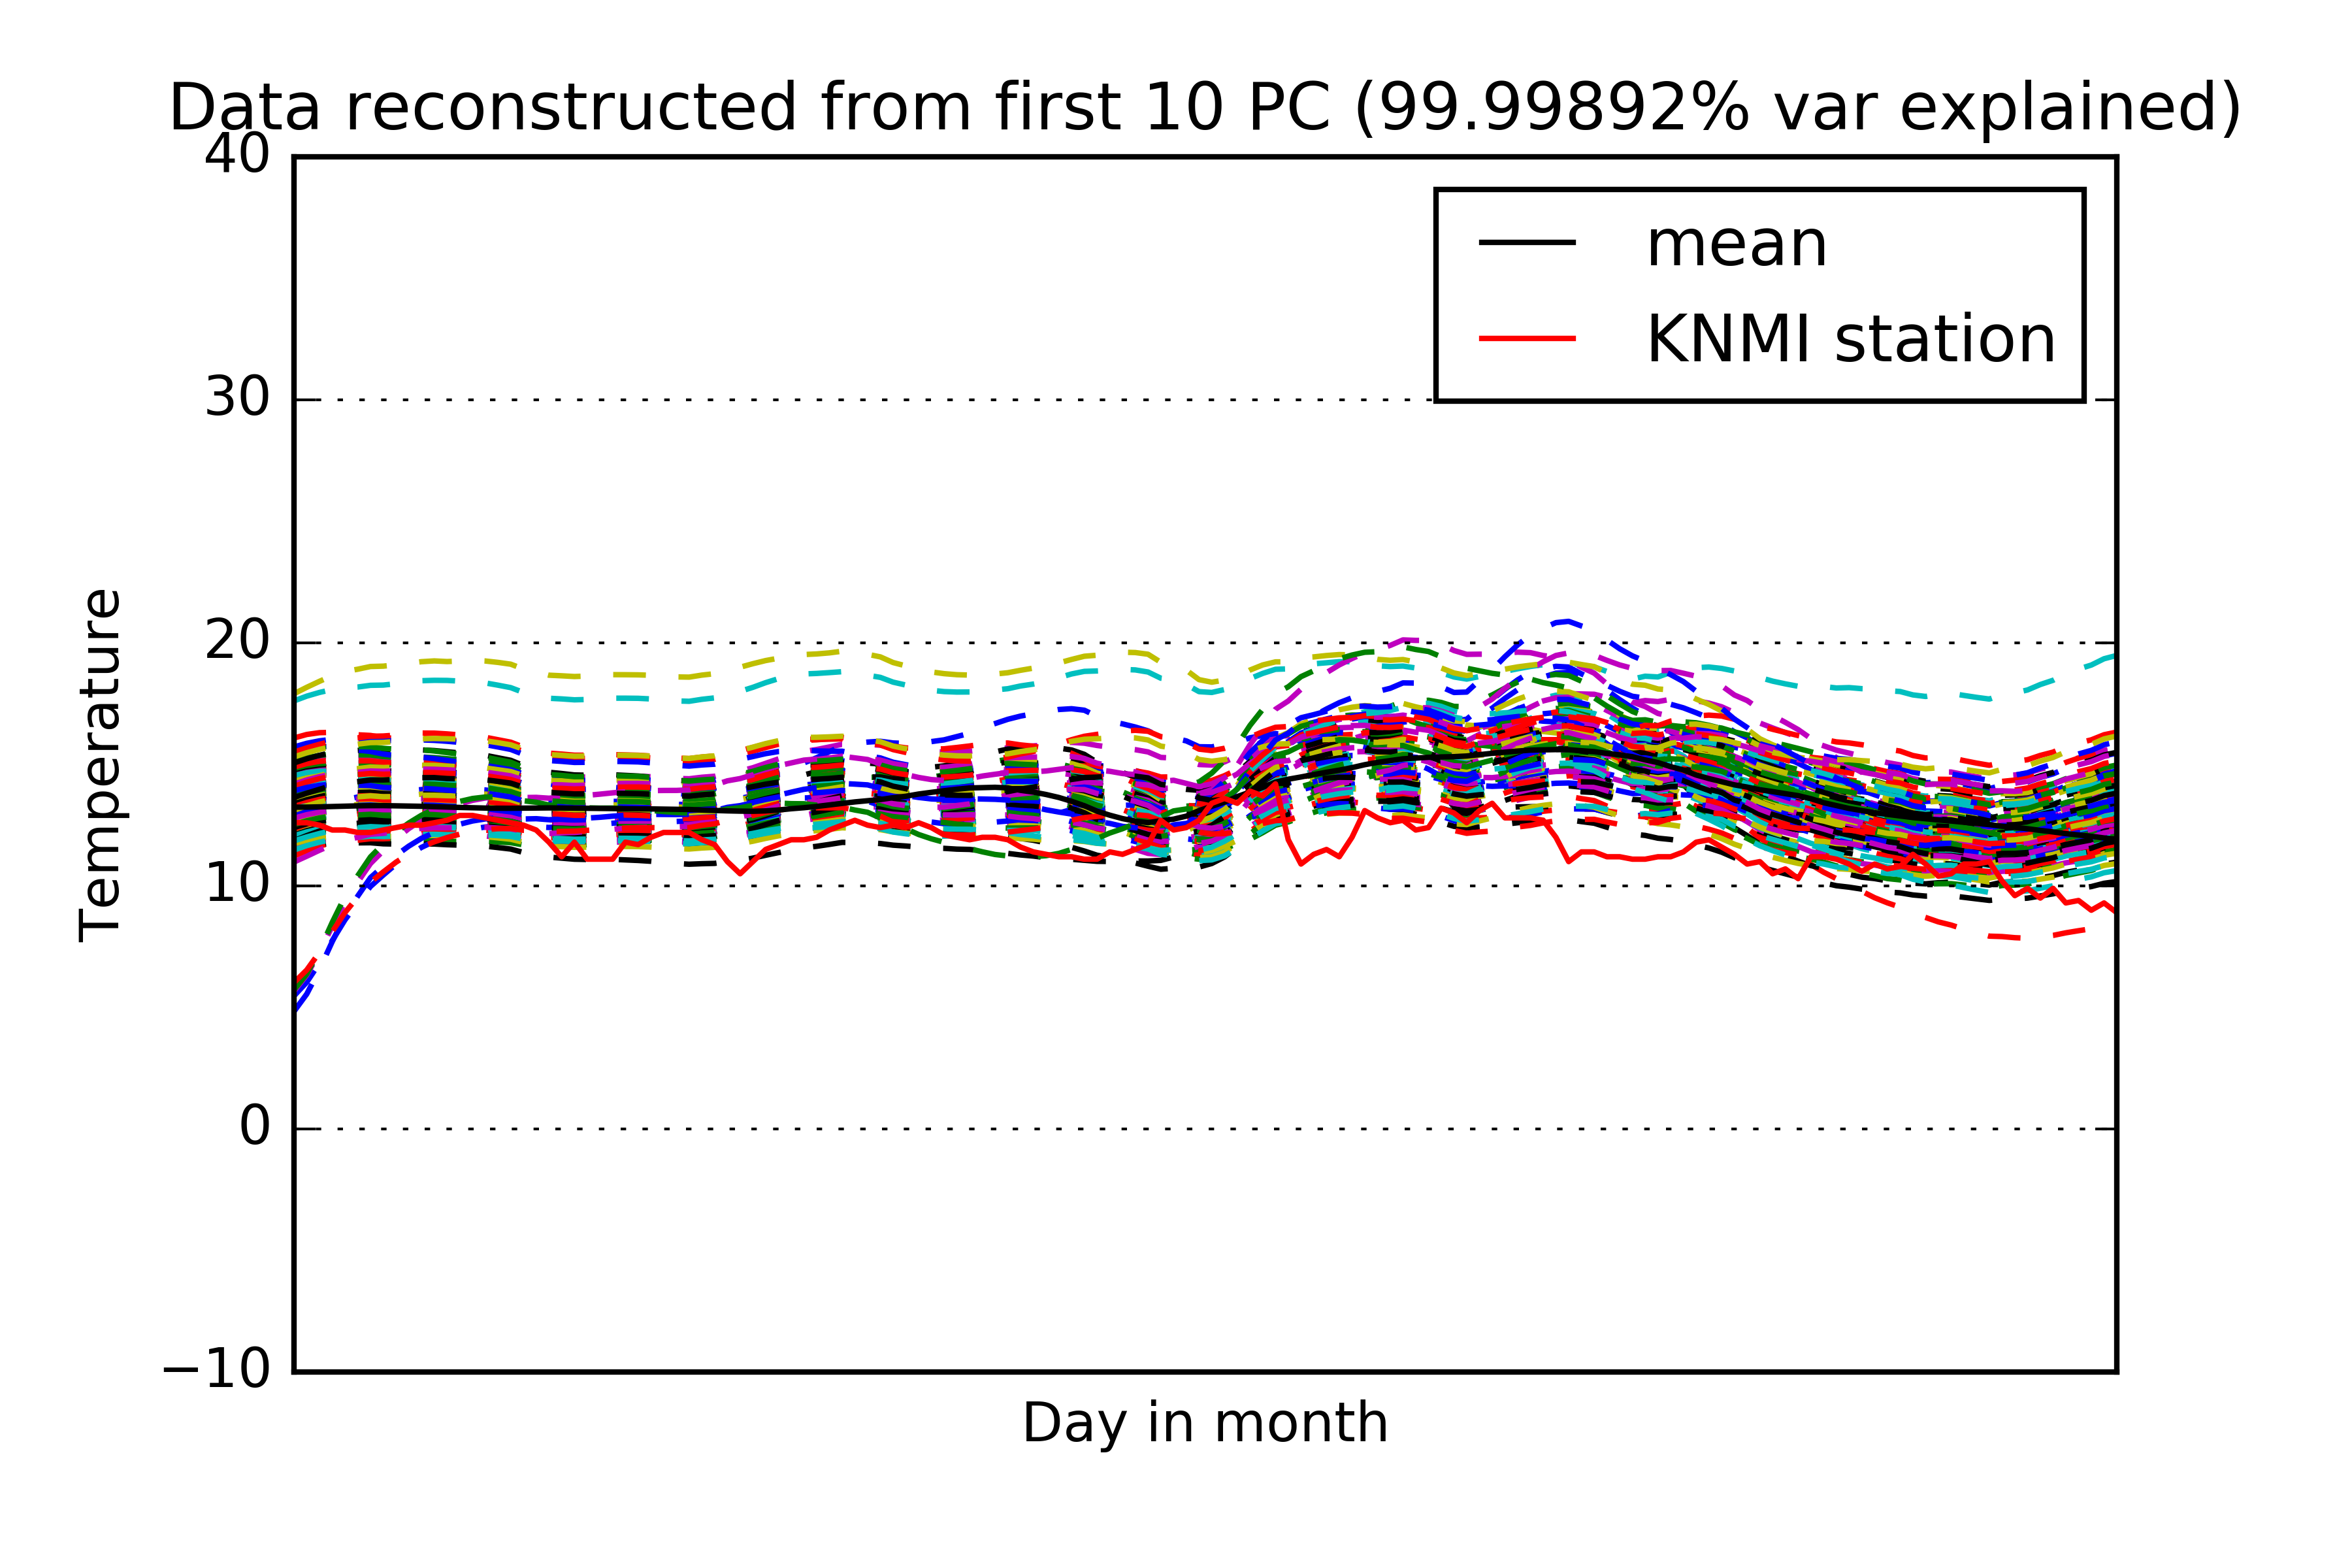 Data reconstructed from first 10 PC (99.99892% var explained)
40
mean
KNMI station
30
20
10
0
−10
Temperature
Day in month